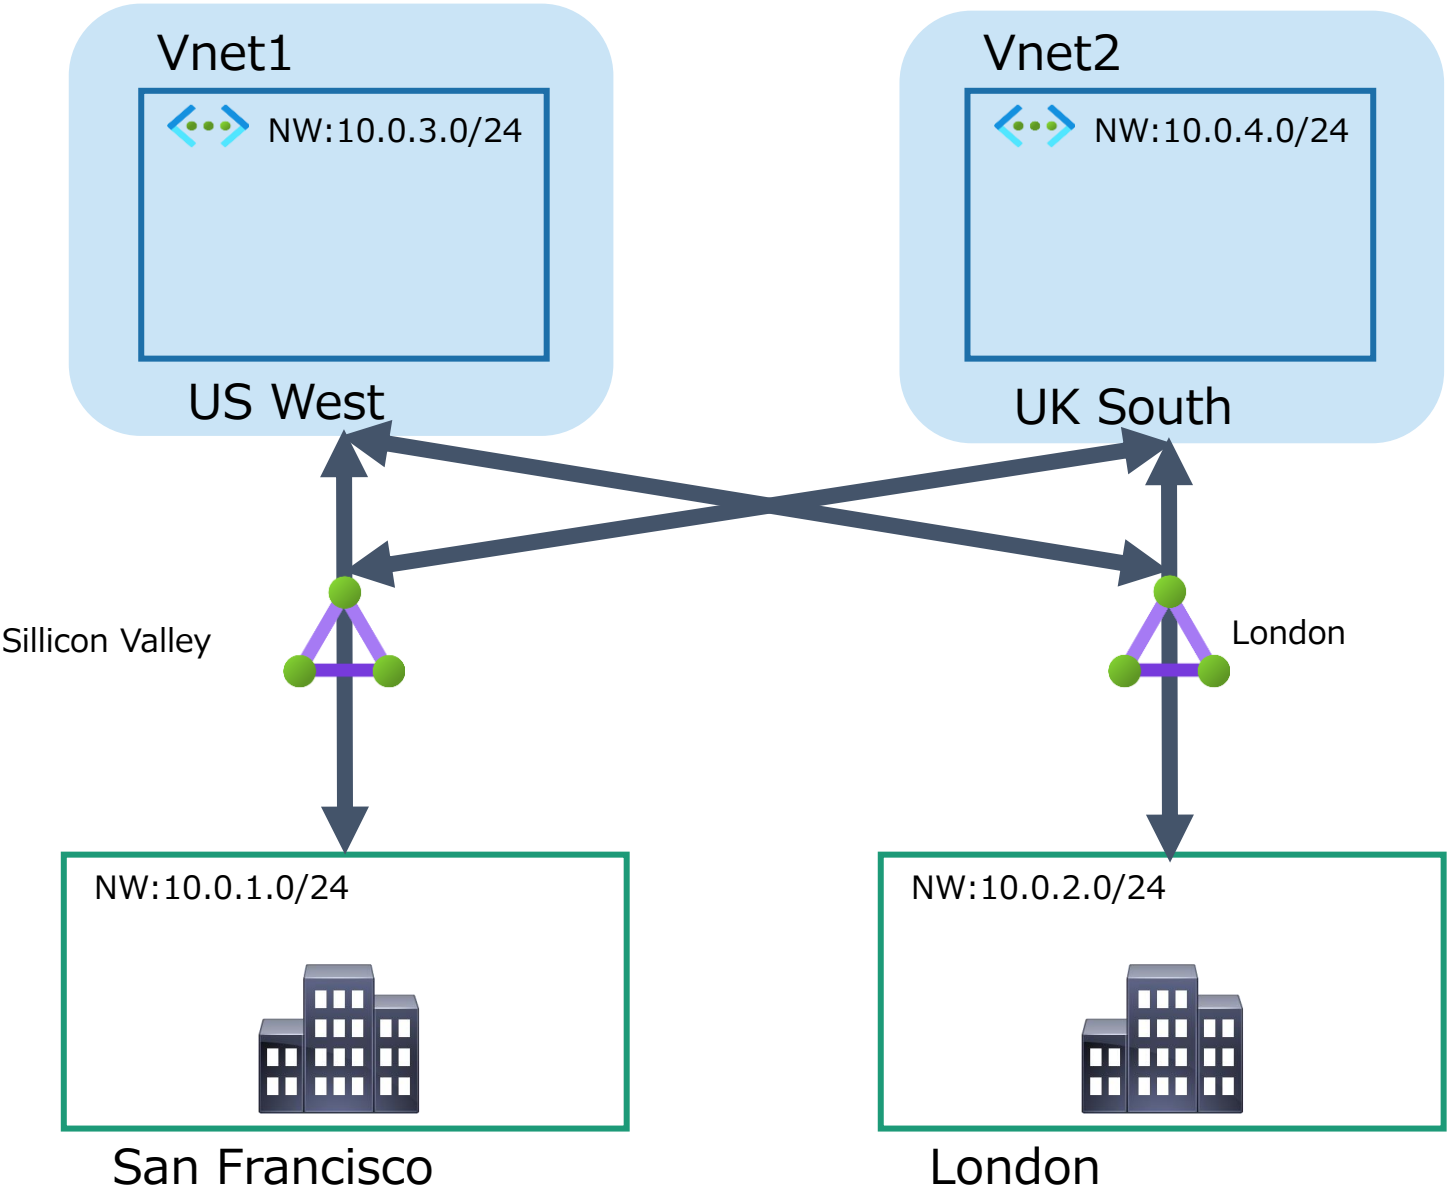 Vnet1
NW:10.0.3.0/24
US West
Vnet2
NW:10.0.4.0/24
UK South
Sillicon Valley
London
NW:10.0.1.0/24
San Francisco
NW:10.0.2.0/24
London